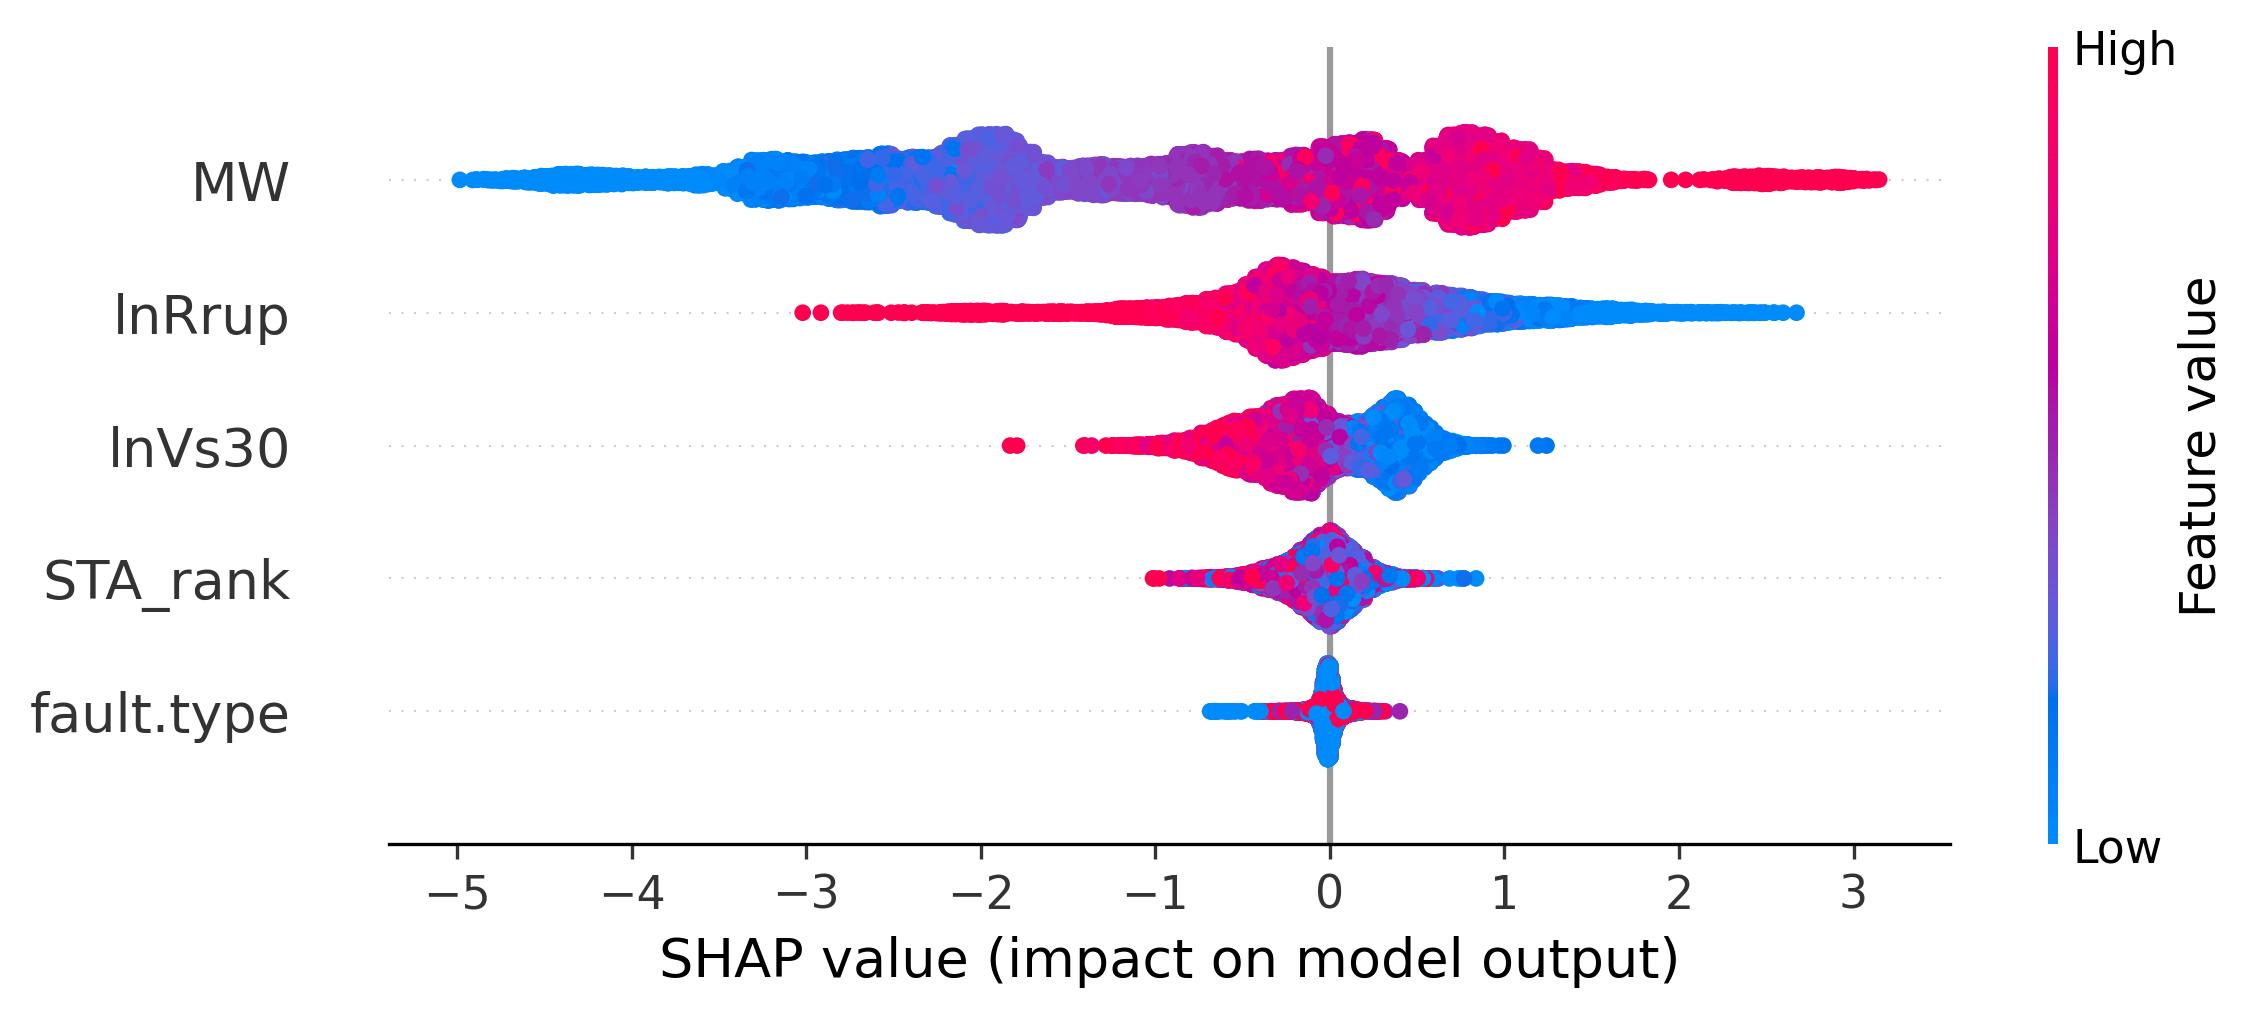 High
MW
lnRrup
lnVs30
STA_rank
fault.type
Feature value
Low
−5 −4 −3 −2 −1 0 1 2 3
SHAP value (impact on model output)